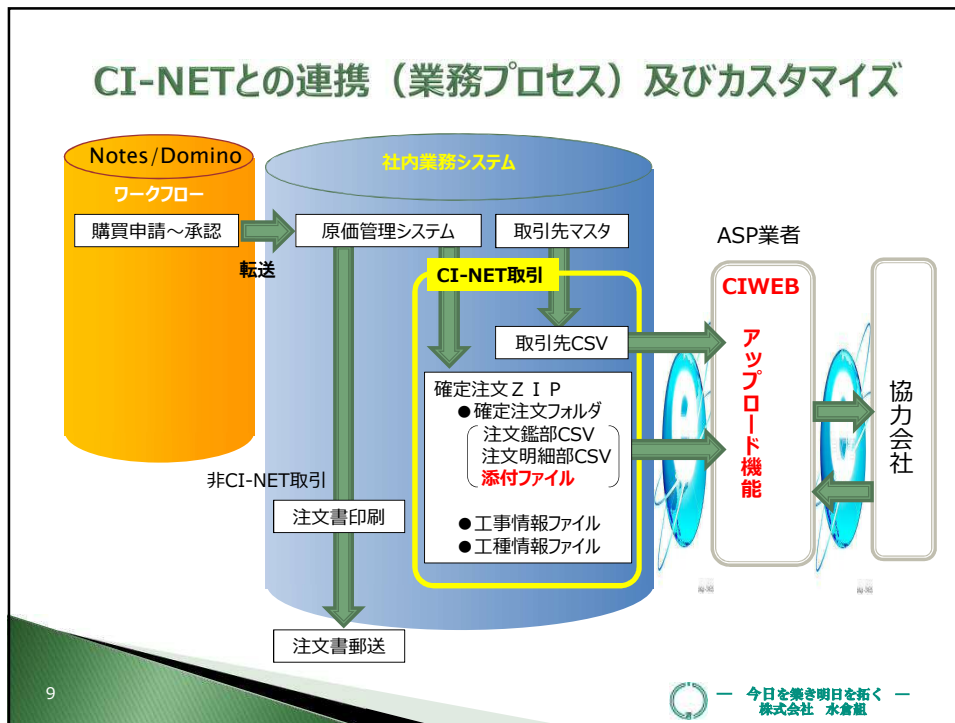 CI-NETとの連携（業務プロセス）及びカスタマイズ
Notes/Domino
ワークフロー
購買申請～承認
転送
社内業務システム
原価管理システム
取引先マスタ
CI-NET取引
取引先CSV
確定注文ＺＩＰ
●確定注文フォルダ
注文鑑部CSV
注文明細部CSV
添付ファイル
●工事情報ファイル
●工種情報ファイル
非CI-NET取引
注文書印刷
注文書郵送
ASP業者
CIWEB
アップロード機能
協力会社
9
― 今日を築き明日を拓く ―
株式会社 水倉組